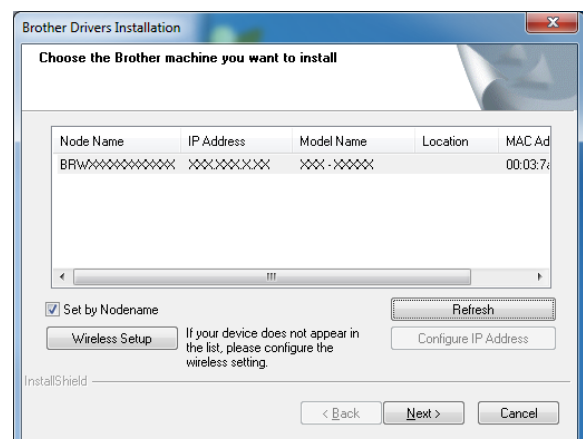 Brother Drivers Installation
Choose the Brother machine you want to install
Node Name IP Address Model Name Location MAC Ad
BRWXXXXXXXXXXXX XXX.XXX.X.XX XXX-XXXXX 00:03:7a
Set by Nodename
Refresh
Wireless Setup
If your device does not appear in
the list, please configure the
wireless setting.
Configure IP Address
InstallShield
< Back Next > Cancel